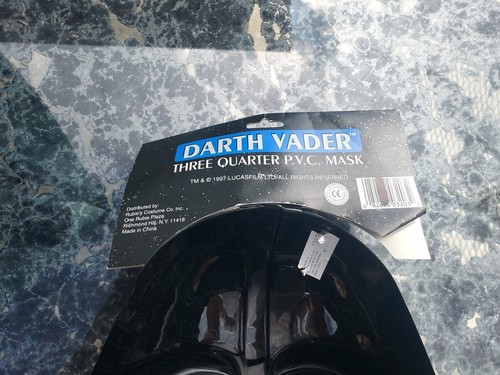 DARTH VADER™
THREE QUARTER P.V.C. MASK
TM & © 1997 LUCASFILM LTD. ALL RIGHTS RESERVED
CE
Distributed by:
Rubie's Costume Co. Inc.
One Rubie Plaza
Richmond Hill, N.Y. 11418
Made in China